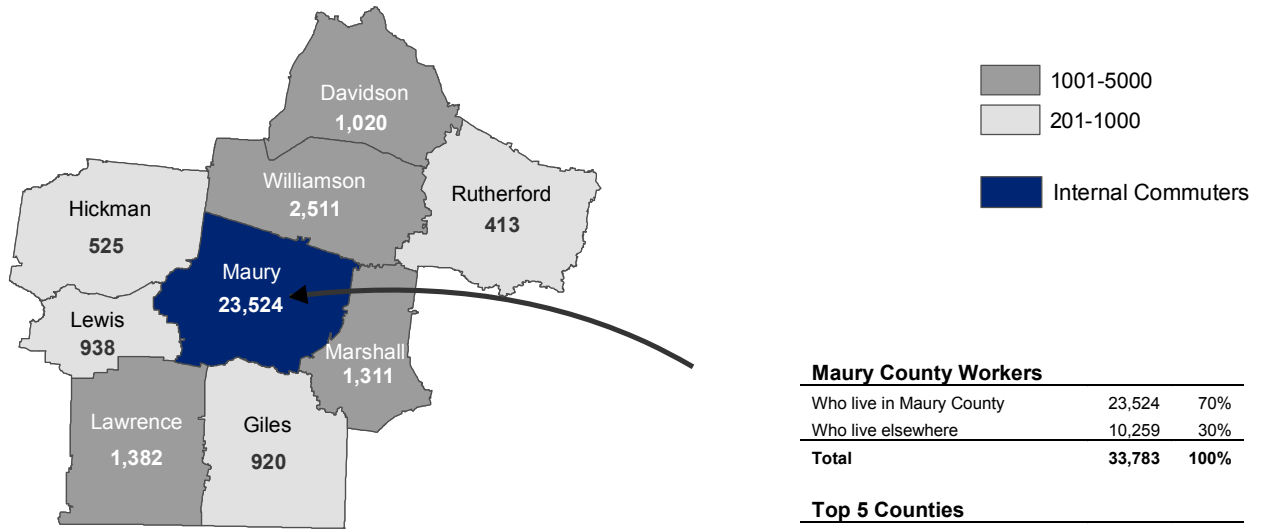 Davidson
1,020
Williamson
2,511
Rutherford
413
Hickman
525
Maury
23,524
Lewis
938
Marshall
1,311
Lawrence
1,382
Giles
920
1001-5000
201-1000
Internal Commuters
Maury County Workers
Who live in Maury County 23,524 70%
Who live elsewhere 10,259 30%
Total 33,783 100%
Top 5 Counties